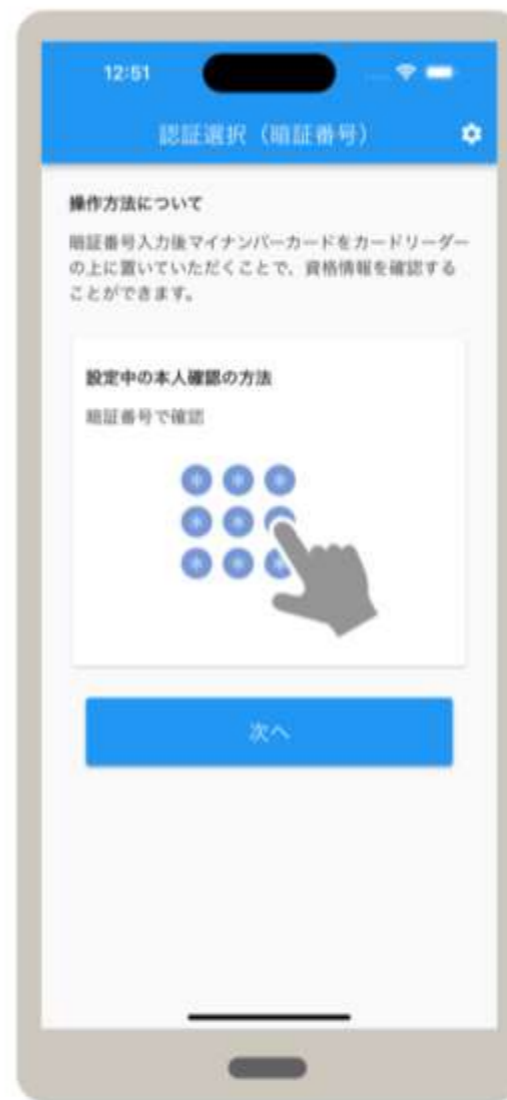 12:51
認証選択（暗証番号）
操作方法について
暗証番号入力後マイナンバーカードをカードリーダー
の上に置いていただくことで、資格情報を確認する
ことができます。
設定中の本人確認の方法
暗証番号で確認
次へ